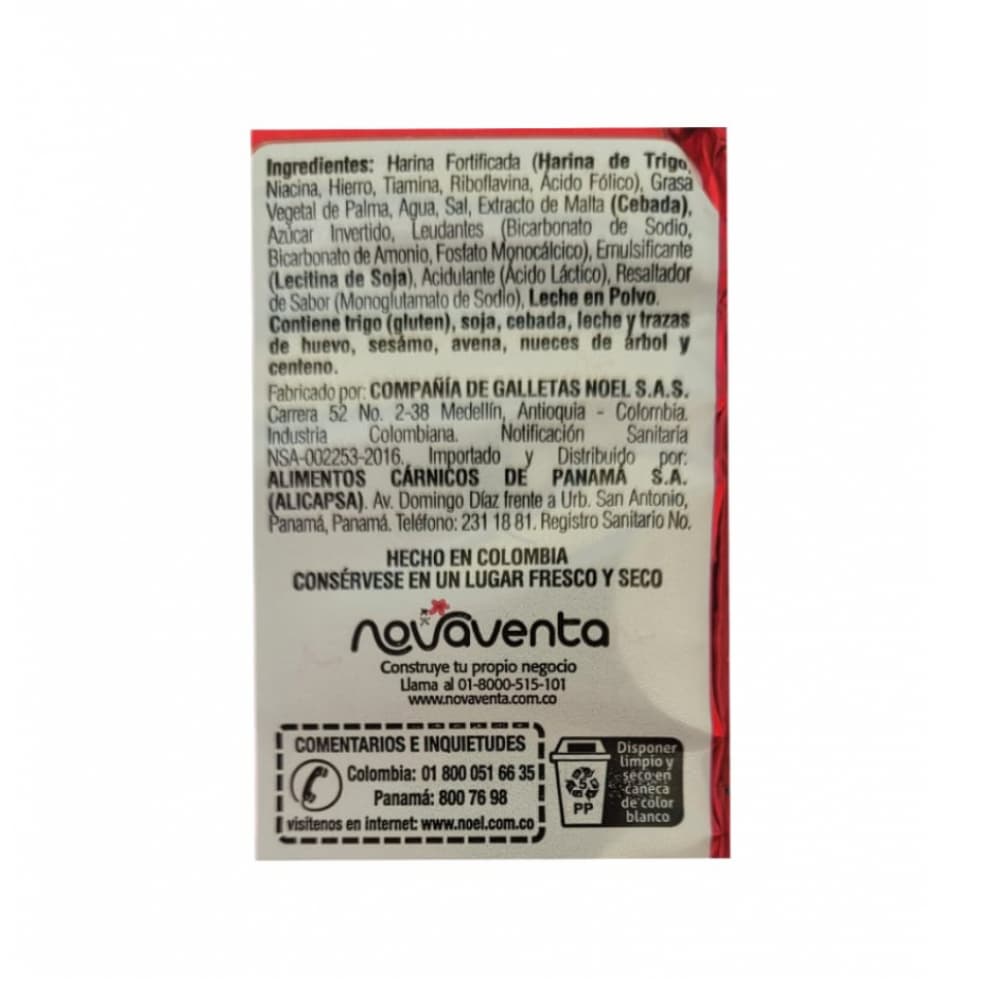 Ingredientes: Harina Fortificada (Harina de Trigo,
Niacina, Hierro, Tiamina, Riboflavina, Ácido Fólico), Grasa
Vegetal de Palma, Agua, Sal, Extracto de Malta (Cebada),
Azúcar Invertido, Leudantes (Bicarbonato de Sodio,
Bicarbonato de Amonio, Fosfato Monocálcico), Emulsificante
(Lecitina de Soja), Acidulante (Ácido Láctico), Resaltador
de Sabor (Monoglutamato de Sodio), Leche en Polvo.
Contiene trigo (gluten), soja, cebada, leche y trazas
de huevo, sesámo, avena, nueces de árbol y
centeno.
Fabricado por: COMPAÑÍA DE GALLETAS NOEL S.A.S.
Carrera 52 No. 2-38 Medellín, Antioquia - Colombia.
Industria Colombiana. Notificación Sanitaria
NSA-002253-2016. Importado y Distribuido por:
ALIMENTOS CÁRNICOS DE PANAMÁ S.A.
(ALICAPSA). Av. Domingo Díaz frente a Urb. San Antonio,
Panamá, Panamá. Teléfono: 231 18 81. Registro Sanitario No.
HECHO EN COLOMBIA
CONSÉRVESE EN UN LUGAR FRESCO Y SECO
novaventa
Construye tu propio negocio
Llama al 01-8000-515-101
www.novaventa.com.co
COMENTARIOS E INQUIETUDES
Colombia: 01 800 051 66 35
Panamá: 800 76 98
visítenos en internet: www.noel.com.co
5
PP
Disponer
limpio y
seco en
caneca
de color
blanco